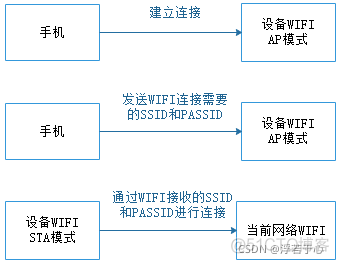 手机
建立连接
设备WIFI
AP模式
手机
发送WIFI连接需要
的SSID和PASSID
设备WIFI
AP模式
设备WIFI
STA模式
通过WIFI接收的SSID
和PASSID进行连接
当前网络WIFI
CSDN @浮若于心